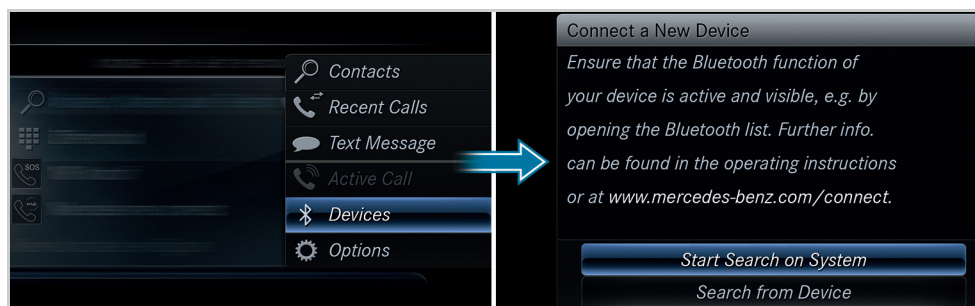 Contacts
Recent Calls
Text Message
Active Call
Devices
Options
SOS
me
Connect a New Device
Ensure that the Bluetooth function of
your device is active and visible, e.g. by
opening the Bluetooth list. Further info.
can be found in the operating instructions
or at www.mercedes-benz.com/connect.
Start Search on System
Search from Device